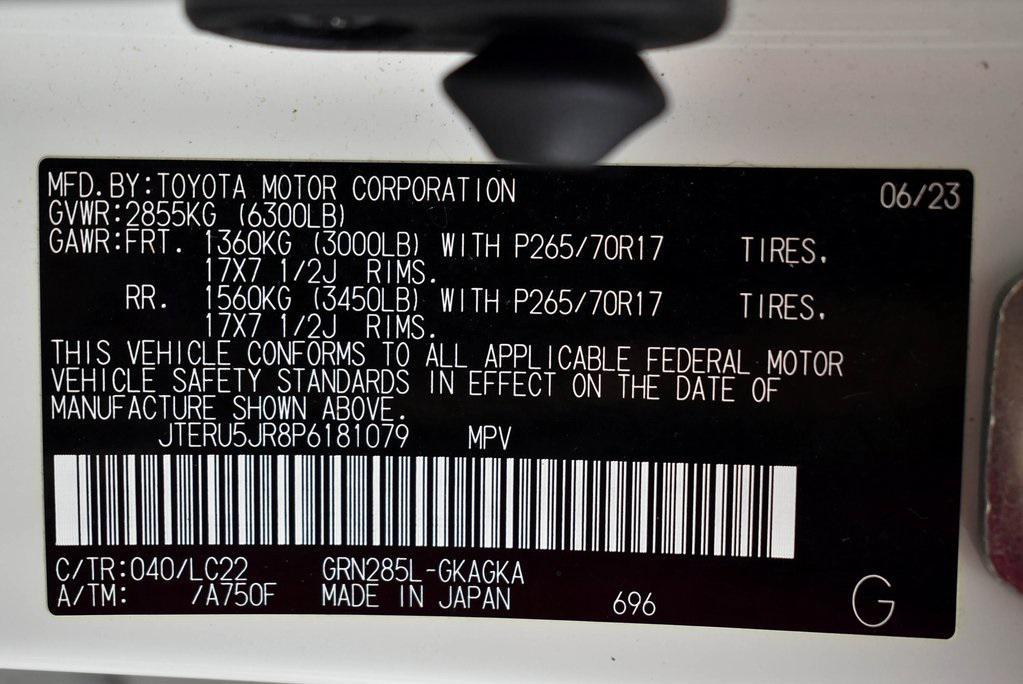 MFD. BY: TOYOTA MOTOR CORPORATION 06/23
GVWR: 2855KG (6300LB)
GAWR: FRT. 1360KG (3000LB) WITH P265/70R17 TIRES.
17X7 1/2J RIMS.
RR. 1560KG (3450LB) WITH P265/70R17 TIRES.
17X7 1/2J RIMS.
THIS VEHICLE CONFORMS TO ALL APPLICABLE FEDERAL MOTOR
VEHICLE SAFETY STANDARDS IN EFFECT ON THE DATE OF
MANUFACTURE SHOWN ABOVE.
JTERU5JR8P6181079 MPV
C/TR: 040/LC22 GRN285L-GKAGKA
A/TM: /A750F MADE IN JAPAN 696 G